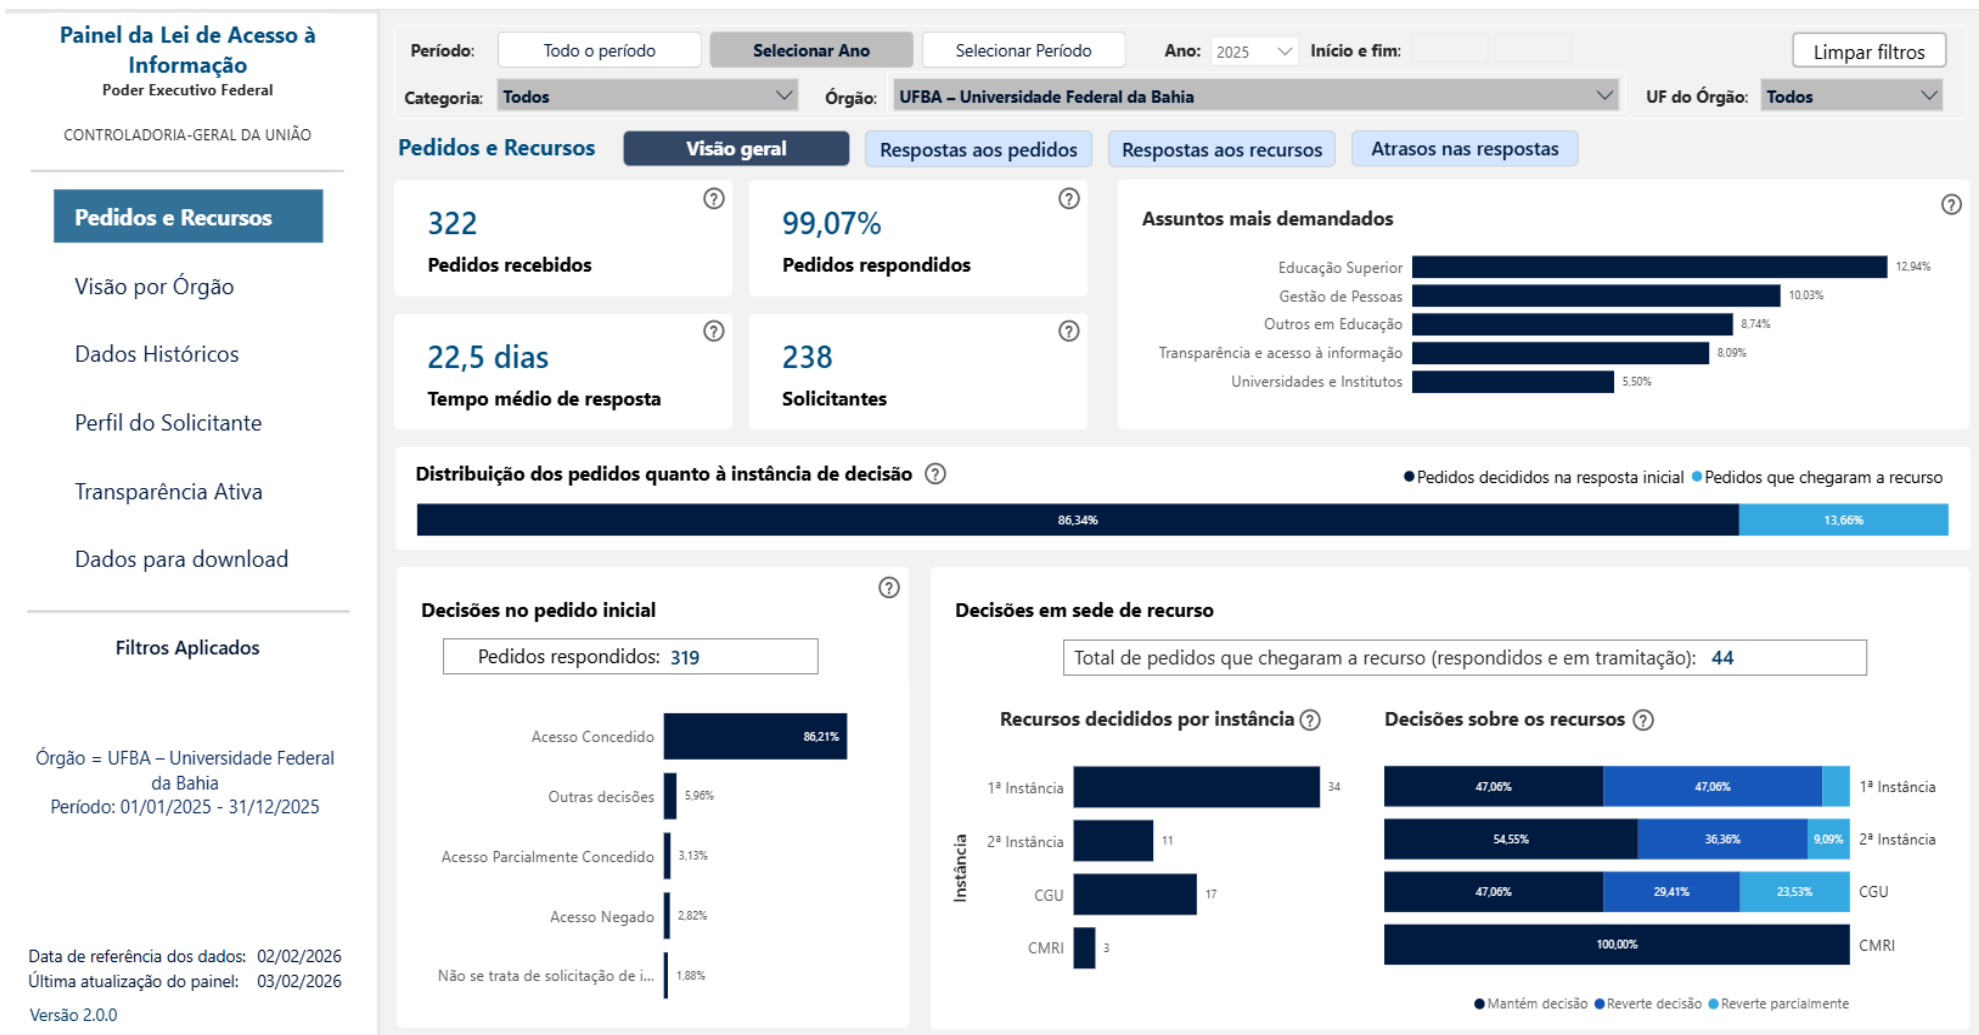 Painel da Lei de Acesso à
Informação
Poder Executivo Federal
CONTROLADORIA-GERAL DA UNIÃO
Pedidos e Recursos
Visão por Órgão
Dados Históricos
Perfil do Solicitante
Transparência Ativa
Dados para download
Filtros Aplicados
Órgão = UFBA – Universidade Federal
da Bahia
Período: 01/01/2025 - 31/12/2025
Data de referência dos dados: 02/02/2026
Última atualização do painel: 03/02/2026
Versão 2.0.0
Período: Todo o período Selecionar Ano Selecionar Período Ano: 2025 Início e fim: Limpar filtros
Categoria: Todos Órgão: UFBA – Universidade Federal da Bahia UF do Órgão: Todos
Pedidos e Recursos Visão geral Respostas aos pedidos Respostas aos recursos Atrasos nas respostas
322
Pedidos recebidos
99,07%
Pedidos respondidos
22,5 dias
Tempo médio de resposta
238
Solicitantes
Assuntos mais demandados
Educação Superior 12,94%
Gestão de Pessoas 10,03%
Outros em Educação 8,74%
Transparência e acesso à informação 8,09%
Universidades e Institutos 5,50%
Distribuição dos pedidos quanto à instância de decisão
Pedidos decididos na resposta inicial Pedidos que chegaram a recurso
86,34% 13,66%
Decisões no pedido inicial
Pedidos respondidos: 319
Acesso Concedido 86,21%
Outras decisões 5,96%
Acesso Parcialmente Concedido 3,13%
Acesso Negado 2,82%
Não se trata de solicitação de i... 1,88%
Decisões em sede de recurso
Total de pedidos que chegaram a recurso (respondidos e em tramitação): 44
Recursos decididos por instância
Instância
1ª Instância 34
2ª Instância 11
CGU 17
CMRI 3
Decisões sobre os recursos
47,06% 47,06% 1ª Instância
54,55% 36,36% 9,09% 2ª Instância
47,06% 29,41% 23,53% CGU
100,00% CMRI
Mantém decisão Reverte decisão Reverte parcialmente